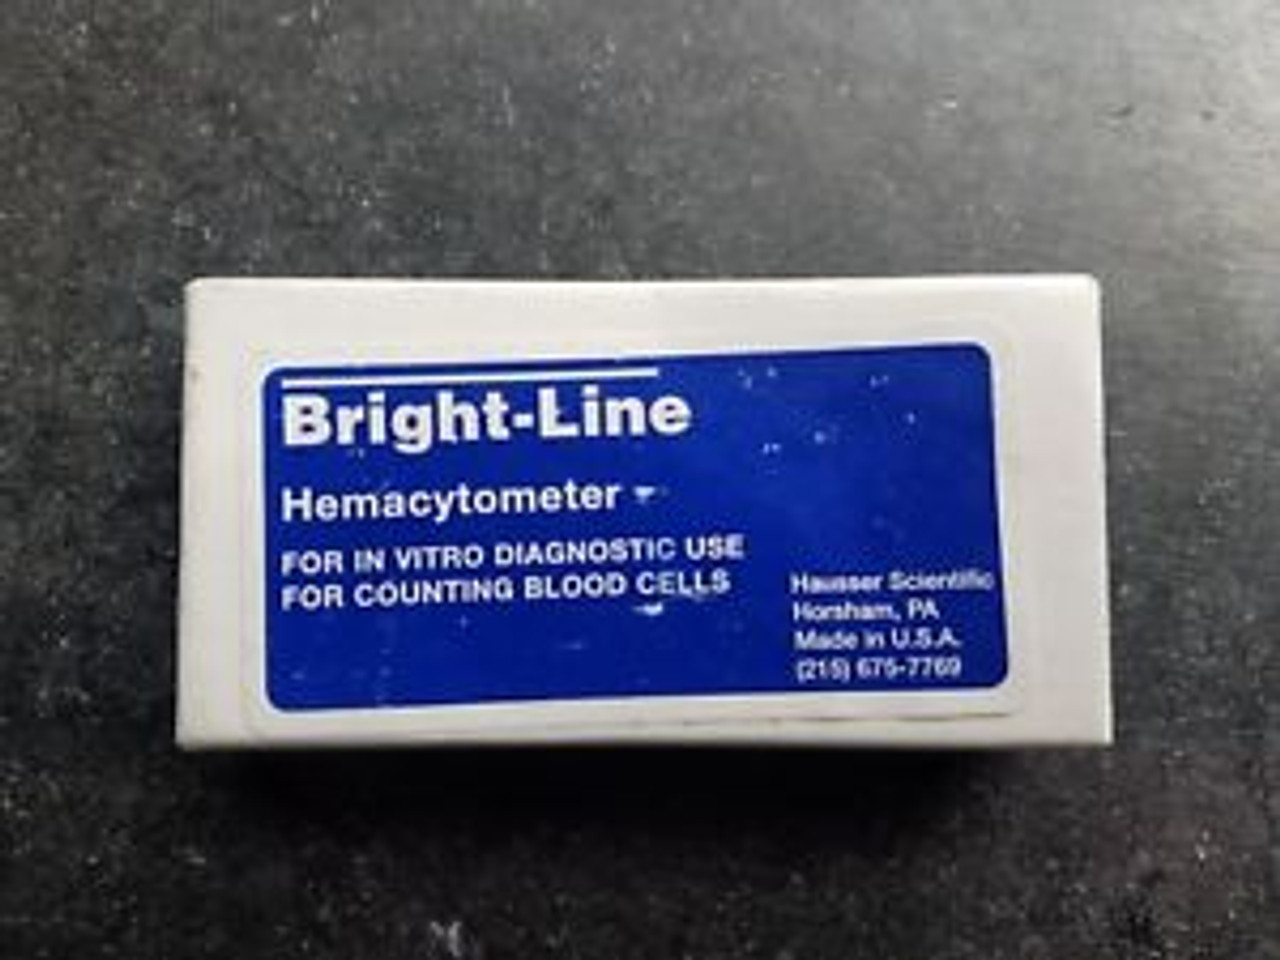 Bright-Line
Hemacytometer
FOR IN VITRO DIAGNOSTIC USE
FOR COUNTING BLOOD CELLS
Hausser Scientific
Horsham, PA
Made in U.S.A.
(215) 675-7769